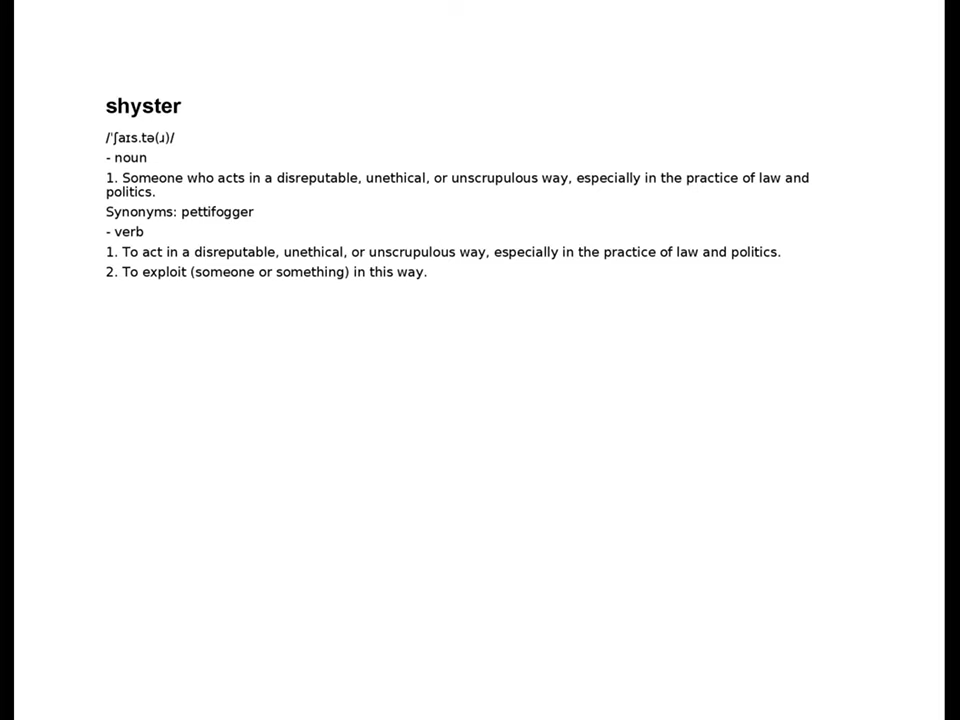 shyster
/ˈʃaɪs.tə(ɹ)/
- noun
1. Someone who acts in a disreputable, unethical, or unscrupulous way, especially in the practice of law and
politics.
Synonyms: pettifogger
- verb
1. To act in a disreputable, unethical, or unscrupulous way, especially in the practice of law and politics.
2. To exploit (someone or something) in this way.